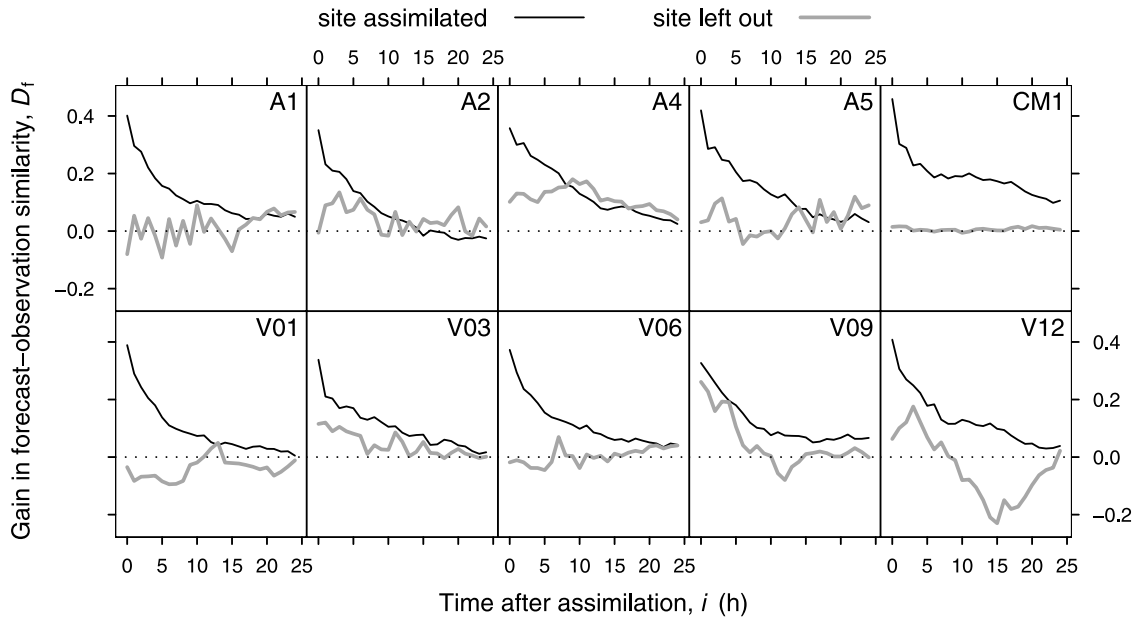 site assimilated site left out
0 5 10 15 20 25 0 5 10 15 20 25
A1 A2 A4 A5 CM1
0.4
0.2
0.0
−0.2
V01 V03 V06 V09 V12
0.4
0.2
0.0
−0.2
0 5 10 15 20 25 0 5 10 15 20 25 0 5 10 15 20 25
Time after assimilation, i (h)
Gain in forecast−observation similarity, Df